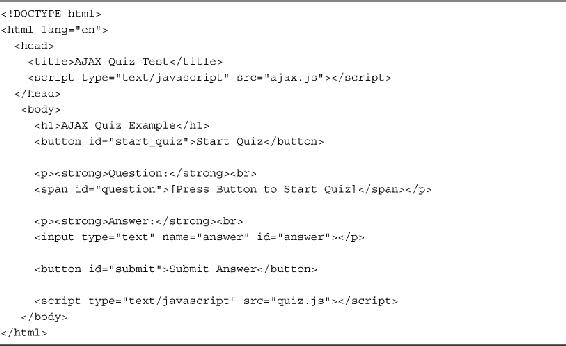 <!DOCTYPE html>
<html lang="en">
<head>
<title>AJAX Quiz Test</title>
<script type="text/javascript" src="ajax.js"></script>
</head>
<body>
<h1>AJAX Quiz Example</h1>
<button id="start_quiz">Start Quiz</button>
<p><strong>Question:</strong><br>
<span id="question">[Press Button to Start Quiz]</span></p>
<p><strong>Answer:</strong><br>
<input type="text" name="answer" id="answer"></p>
<button id="submit">Submit Answer</button>
<script type="text/javascript" src="quiz.js"></script>
</body>
</html>